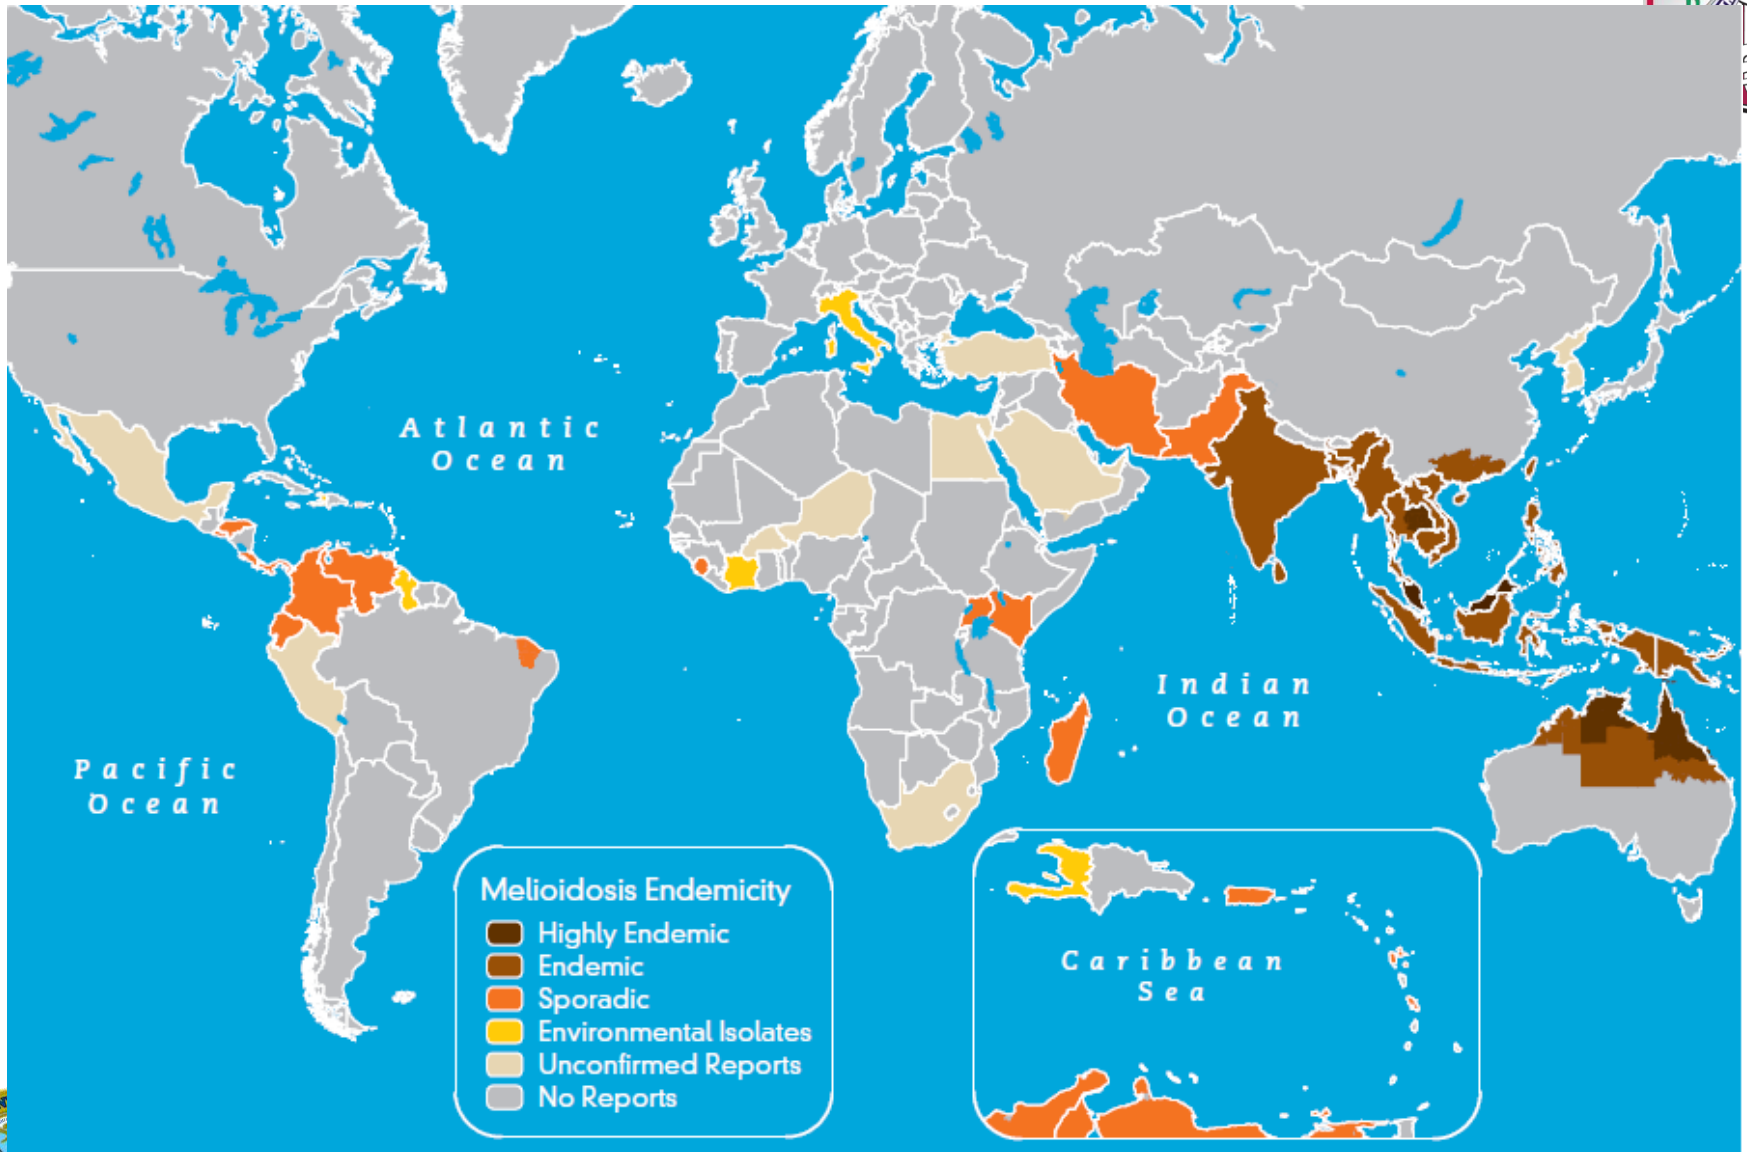 Atlantic
Ocean
Indian
Ocean
Pacific
Ocean
Melioidosis Endemicity
Highly Endemic
Endemic
Sporadic
Environmental Isolates
Unconfirmed Reports
No Reports
Caribbean
Sea